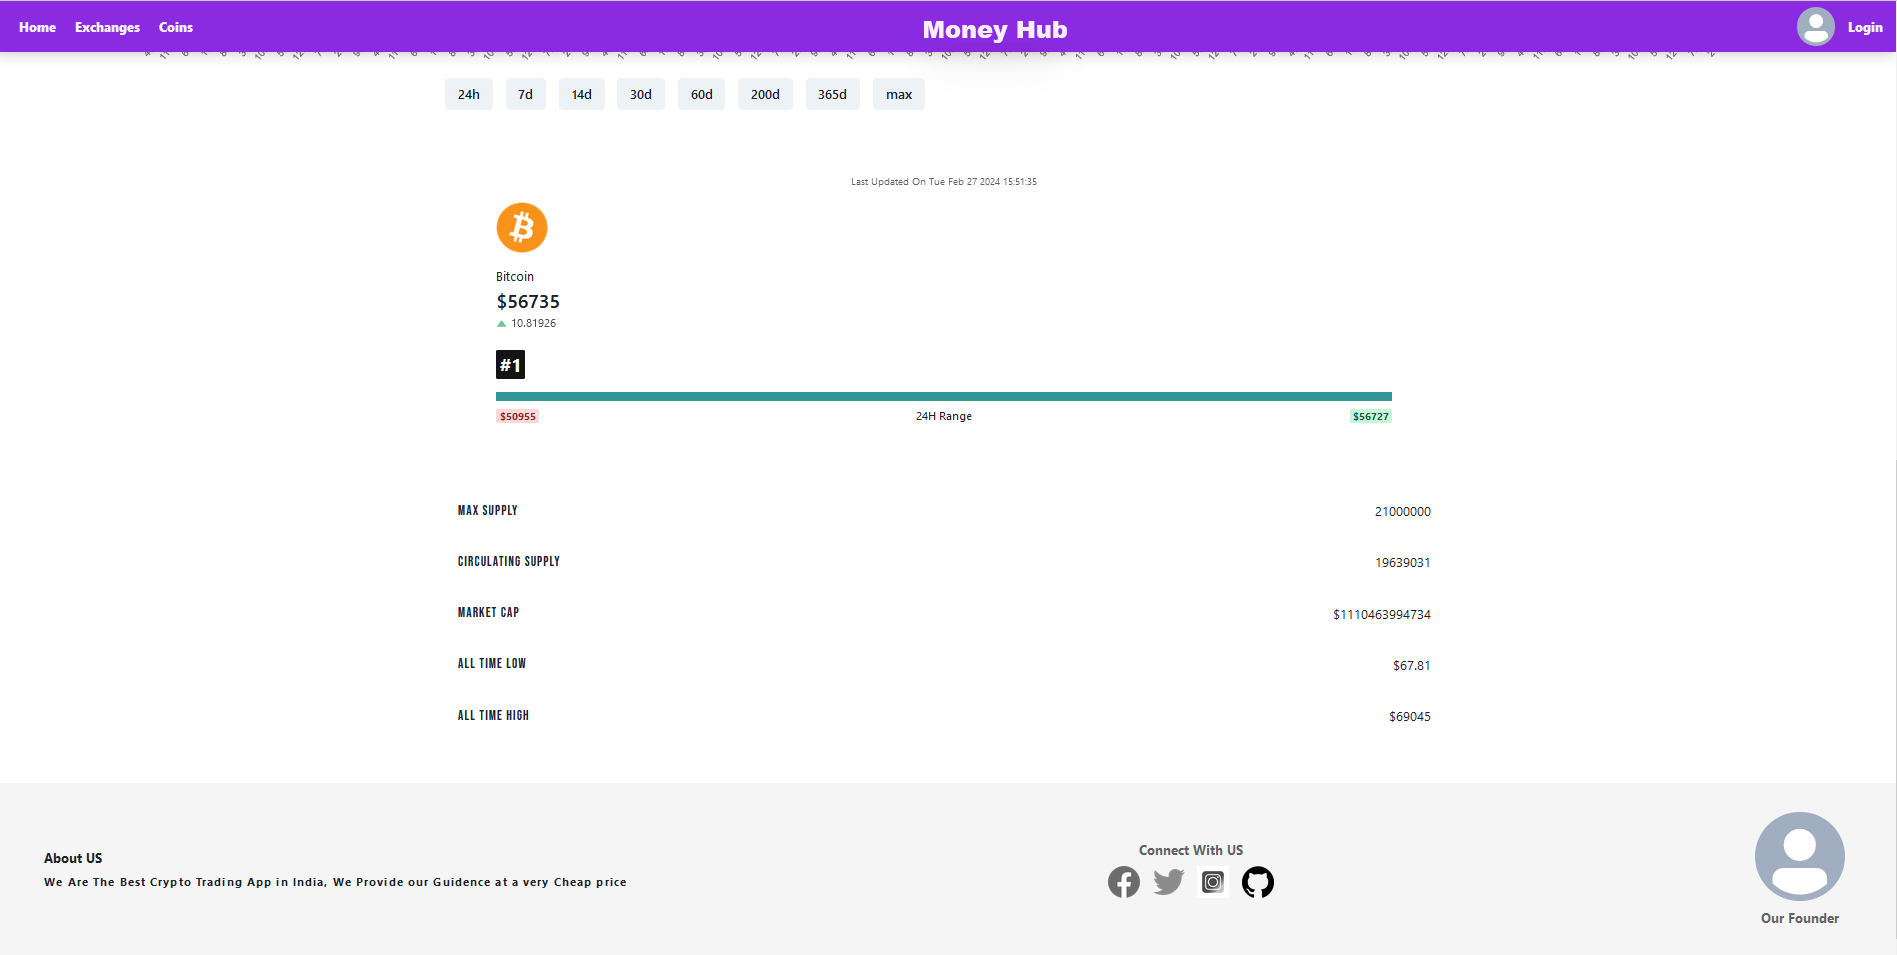 Home Exchanges Coins Money Hub Login
24h 7d 14d 30d 60d 200d 365d max
Last Updated On Tue Feb 27 2024 15:51:35
Bitcoin
$56735
10.81926
#1
$50955 24H Range $56727
MAX SUPPLY 21000000
CIRCULATING SUPPLY 19639031
MARKET CAP $1110463994734
ALL TIME LOW $67.81
ALL TIME HIGH $69045
About US
We Are The Best Crypto Trading App in India, We Provide our Guidence at a very Cheap price
Connect With US
Our Founder